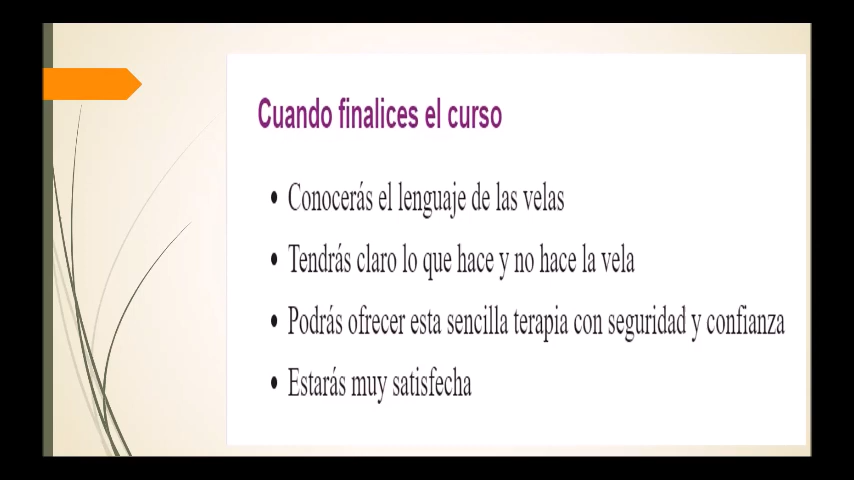 Cuando finalices el curso
• Conocerás el lenguaje de las velas
• Tendrás claro lo que hace y no hace la vela
• Podrás ofrecer esta sencilla terapia con seguridad y confianza
• Estarás muy satisfecha